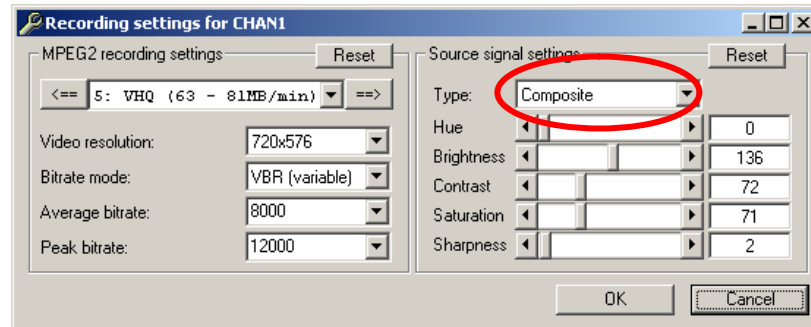 Recording settings for CHAN1
MPEG2 recording settings Reset
<== 5: VHQ (63 - 81MB/min) ==>
Video resolution: 720x576
Bitrate mode: VBR (variable)
Average bitrate: 8000
Peak bitrate: 12000
Source signal settings Reset
Type: Composite
Hue 0
Brightness 136
Contrast 72
Saturation 71
Sharpness 2
OK Cancel